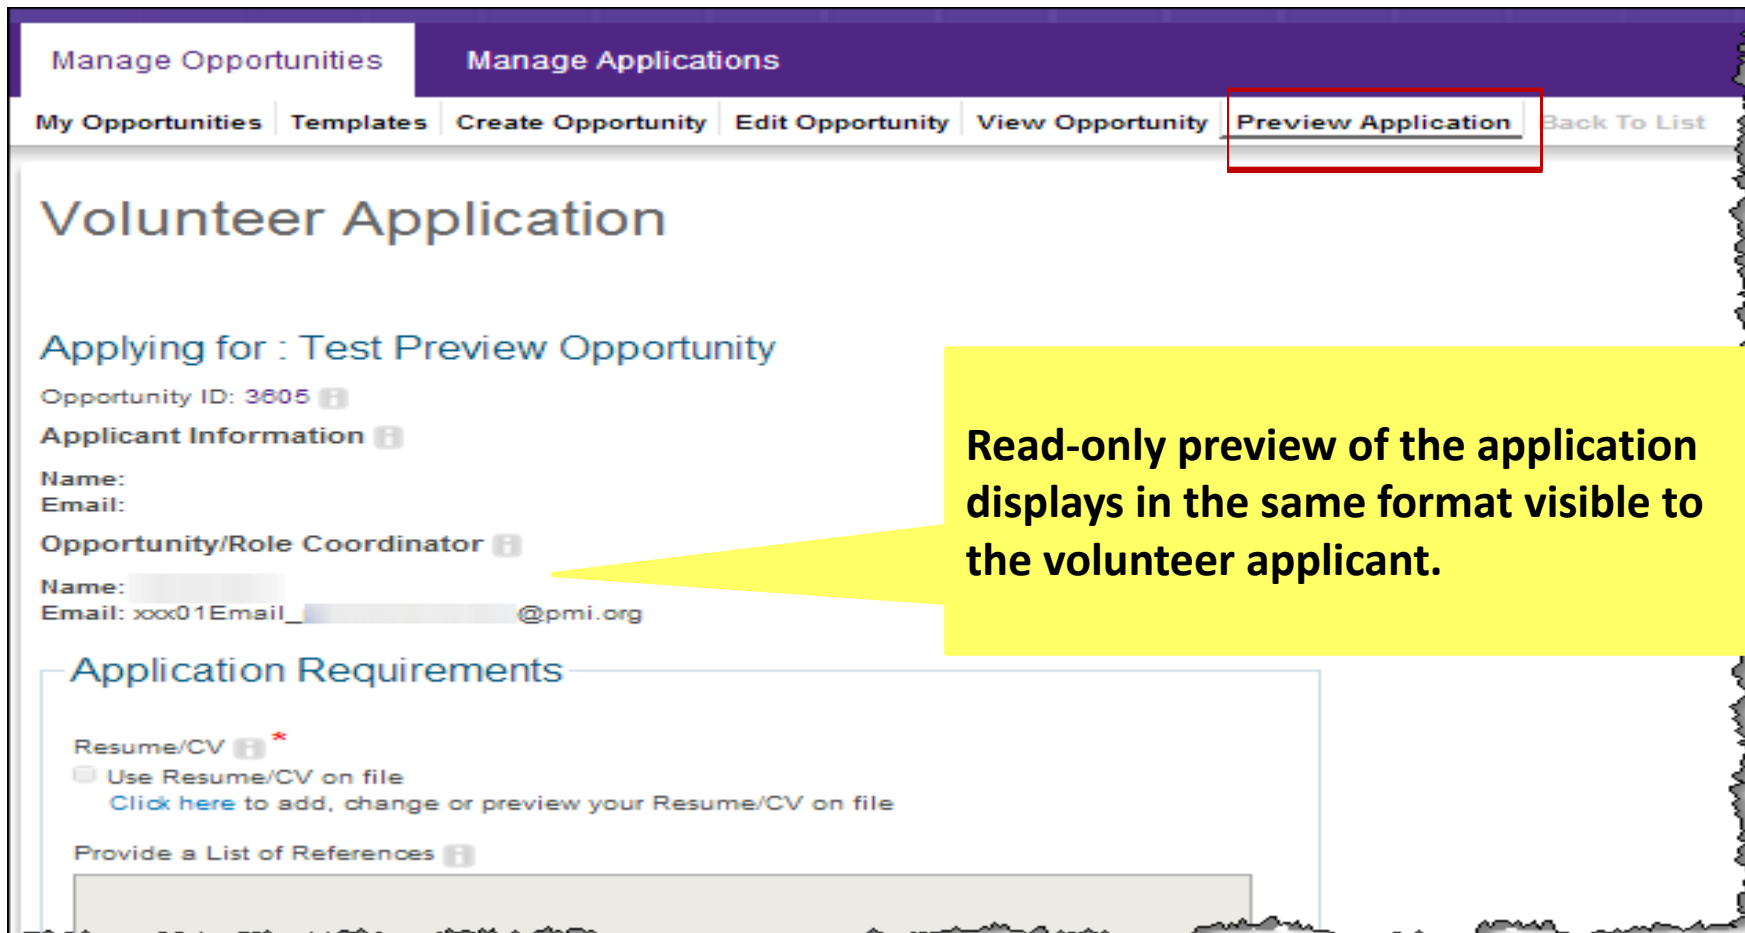 Manage Opportunities Manage Applications
My Opportunities Templates Create Opportunity Edit Opportunity View Opportunity Preview Application Back To List
Volunteer Application
Applying for : Test Preview Opportunity
Opportunity ID: 3605
Applicant Information
Name:
Email:
Opportunity/Role Coordinator
Name:
Email: xxx01Email_ @pmi.org
Read-only preview of the application
displays in the same format visible to
the volunteer applicant.
Application Requirements
Resume/CV *
Use Resume/CV on file
Click here to add, change or preview your Resume/CV on file
Provide a List of References